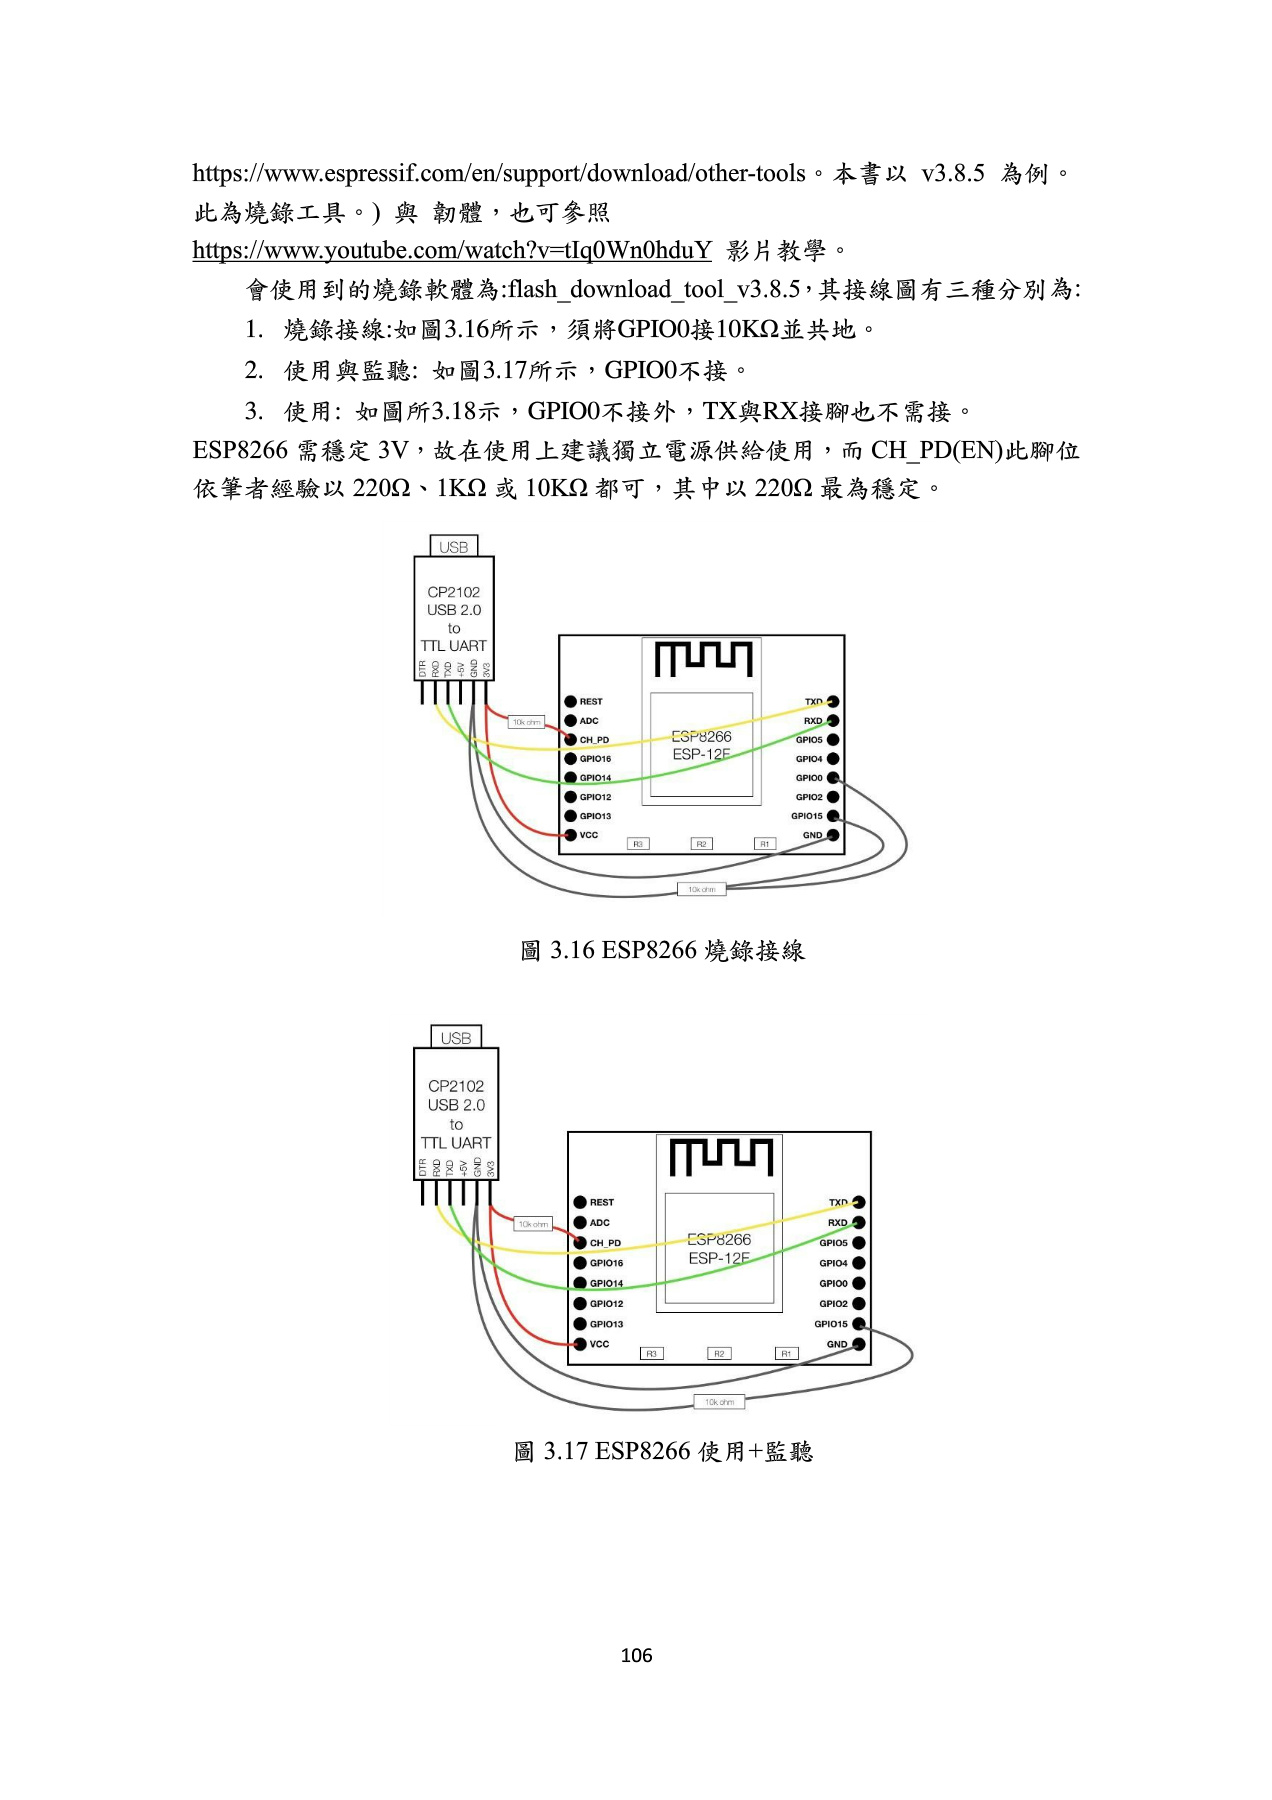 https://www.espressif.com/en/support/download/other-tools。本書以 v3.8.5 為例。
此為燒錄工具。) 與 韌體，也可參照
https://www.youtube.com/watch?v=tIq0Wn0hduY 影片教學。
會使用到的燒錄軟體為:flash_download_tool_v3.8.5，其接線圖有三種分別為:
1. 燒錄接線:如圖3.16所示，須將GPIO0接10KΩ並共地。
2. 使用與監聽: 如圖3.17所示，GPIO0不接。
3. 使用: 如圖所3.18示，GPIO0不接外，TX與RX接腳也不需接。
ESP8266 需穩定 3V，故在使用上建議獨立電源供給使用，而 CH_PD(EN)此腳位
依筆者經驗以 220Ω、1KΩ 或 10KΩ 都可，其中以 220Ω 最為穩定。
USB
CP2102
USB 2.0
to
TTL UART
DTR
RXD
TXD
+5V
GND
3V3
10k ohm
REST
ADC
CH_PD
GPIO16
GPIO14
GPIO12
GPIO13
VCC
ESP8266
ESP-12F
TXD
RXD
GPIO5
GPIO4
GPIO0
GPIO2
GPIO15
GND
R3
R2
R1
10k ohm
圖 3.16 ESP8266 燒錄接線
USB
CP2102
USB 2.0
to
TTL UART
DTR
RXD
TXD
+5V
GND
3V3
10k ohm
REST
ADC
CH_PD
GPIO16
GPIO14
GPIO12
GPIO13
VCC
ESP8266
ESP-12F
TXD
RXD
GPIO5
GPIO4
GPIO0
GPIO2
GPIO15
GND
R3
R2
R1
10k ohm
圖 3.17 ESP8266 使用+監聽
106